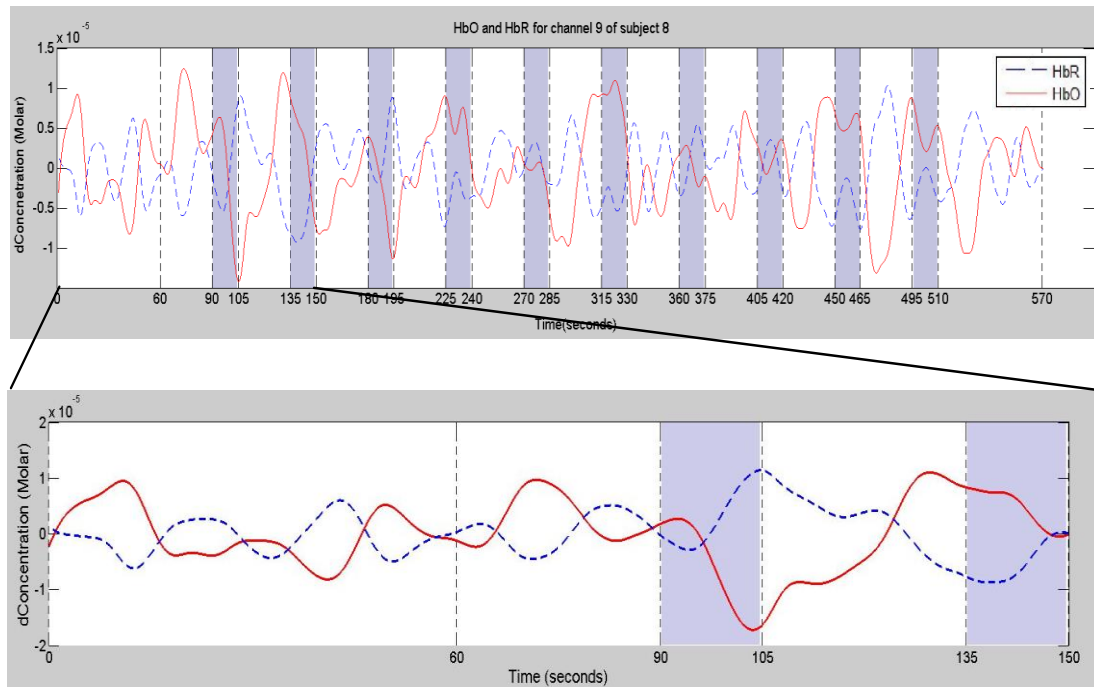 HbO and HbR for channel 9 of subject 8
x 10 -5
1.5
1
0.5
0
-0.5
-1
dConcnetration (Molar)
HbR
HbO
0 60 90 105 135 150 180 195 225 240 270 285 315 330 360 375 405 420 450 465 495 510 570
Time(seconds)
x 10 -5
2
1
0
-1
-2
dConcentration (Molar)
0 60 90 105 135 150
Time (seconds)